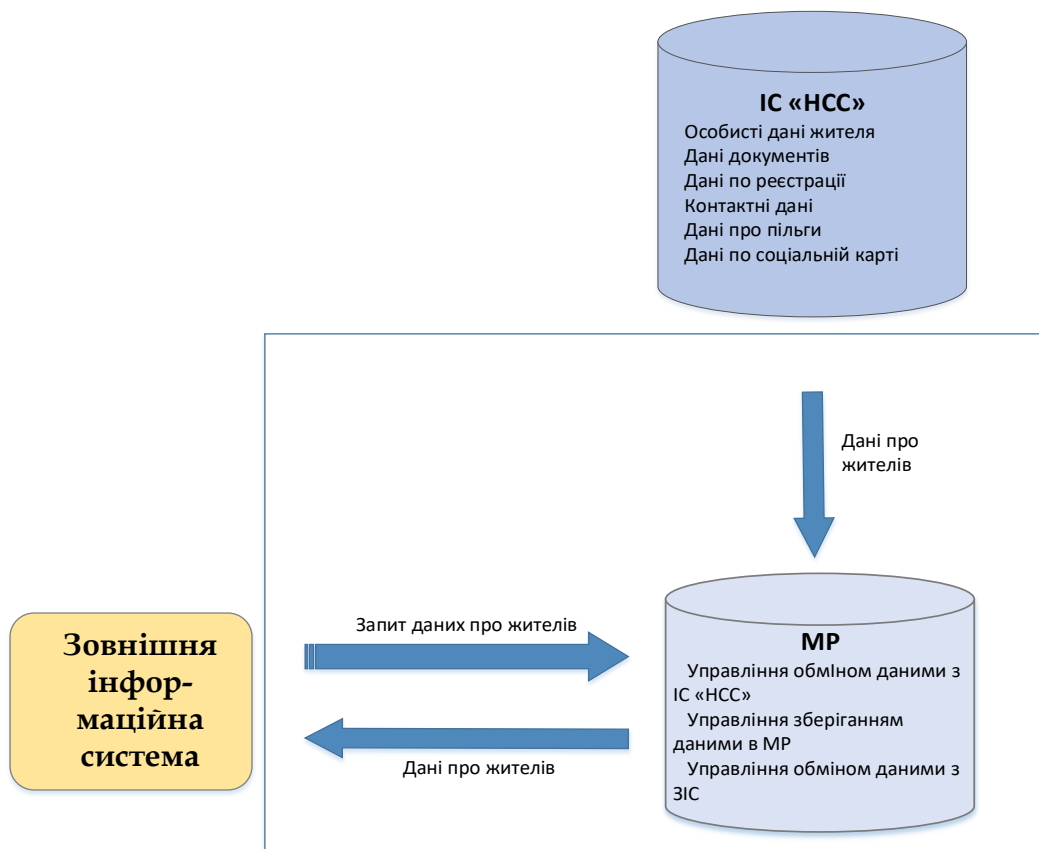 ІС «НСС»
Особисті дані жителя
Дані документів
Дані по реєстрації
Контактні дані
Дані про пільги
Дані по соціальній карті
Дані про
жителів
Запит даних про жителів
Зовнішня
інфор-
маційна
система
Дані про жителів
МР
Управління обмІном даними з
ІС «НСС»
Управління зберіганням
даними в МР
Управління обміном даними з
ЗІС